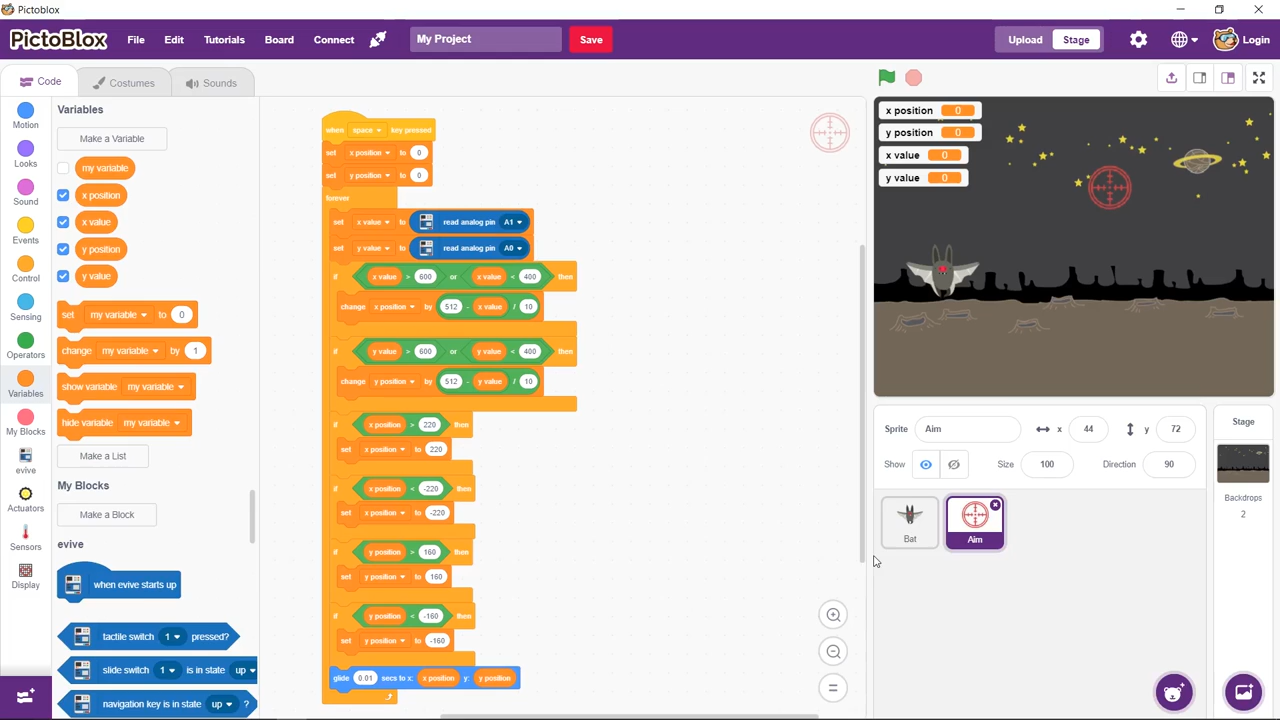 Pictoblox
PictoBlox File Edit Tutorials Board Connect My Project Save Upload Stage Login
Code Costumes Sounds
Motion
Looks
Sound
Events
Control
Sensing
Operators
Variables
My Blocks
evive
Actuators
Sensors
Display
Variables
Make a Variable
my variable
x position
x value
y position
y value
set my variable to 0
change my variable by 1
show variable my variable
hide variable my variable
Make a List
My Blocks
Make a Block
evive
when evive starts up
tactile switch 1 pressed?
slide switch 1 is in state up
navigation key is in state up ?
when space key pressed
set x position to 0
set y position to 0
forever
set x value to read analog pin A1
set y value to read analog pin A0
if x value > 600 or x value < 400 then
change x position by 512 - x value / 10
if y value > 600 or y value < 400 then
change y position by 512 - y value / 10
if x position > 220 then
set x position to 220
if x position < -220 then
set x position to -220
if y position > 160 then
set y position to 160
if y position < -160 then
set y position to -160
glide 0.01 secs to x: x position y: y position
x position 0
y position 0
x value 0
y value 0
Sprite Aim x 44 y 72
Show Size 100 Direction 90
Bat
Aim
Stage
Backdrops
2